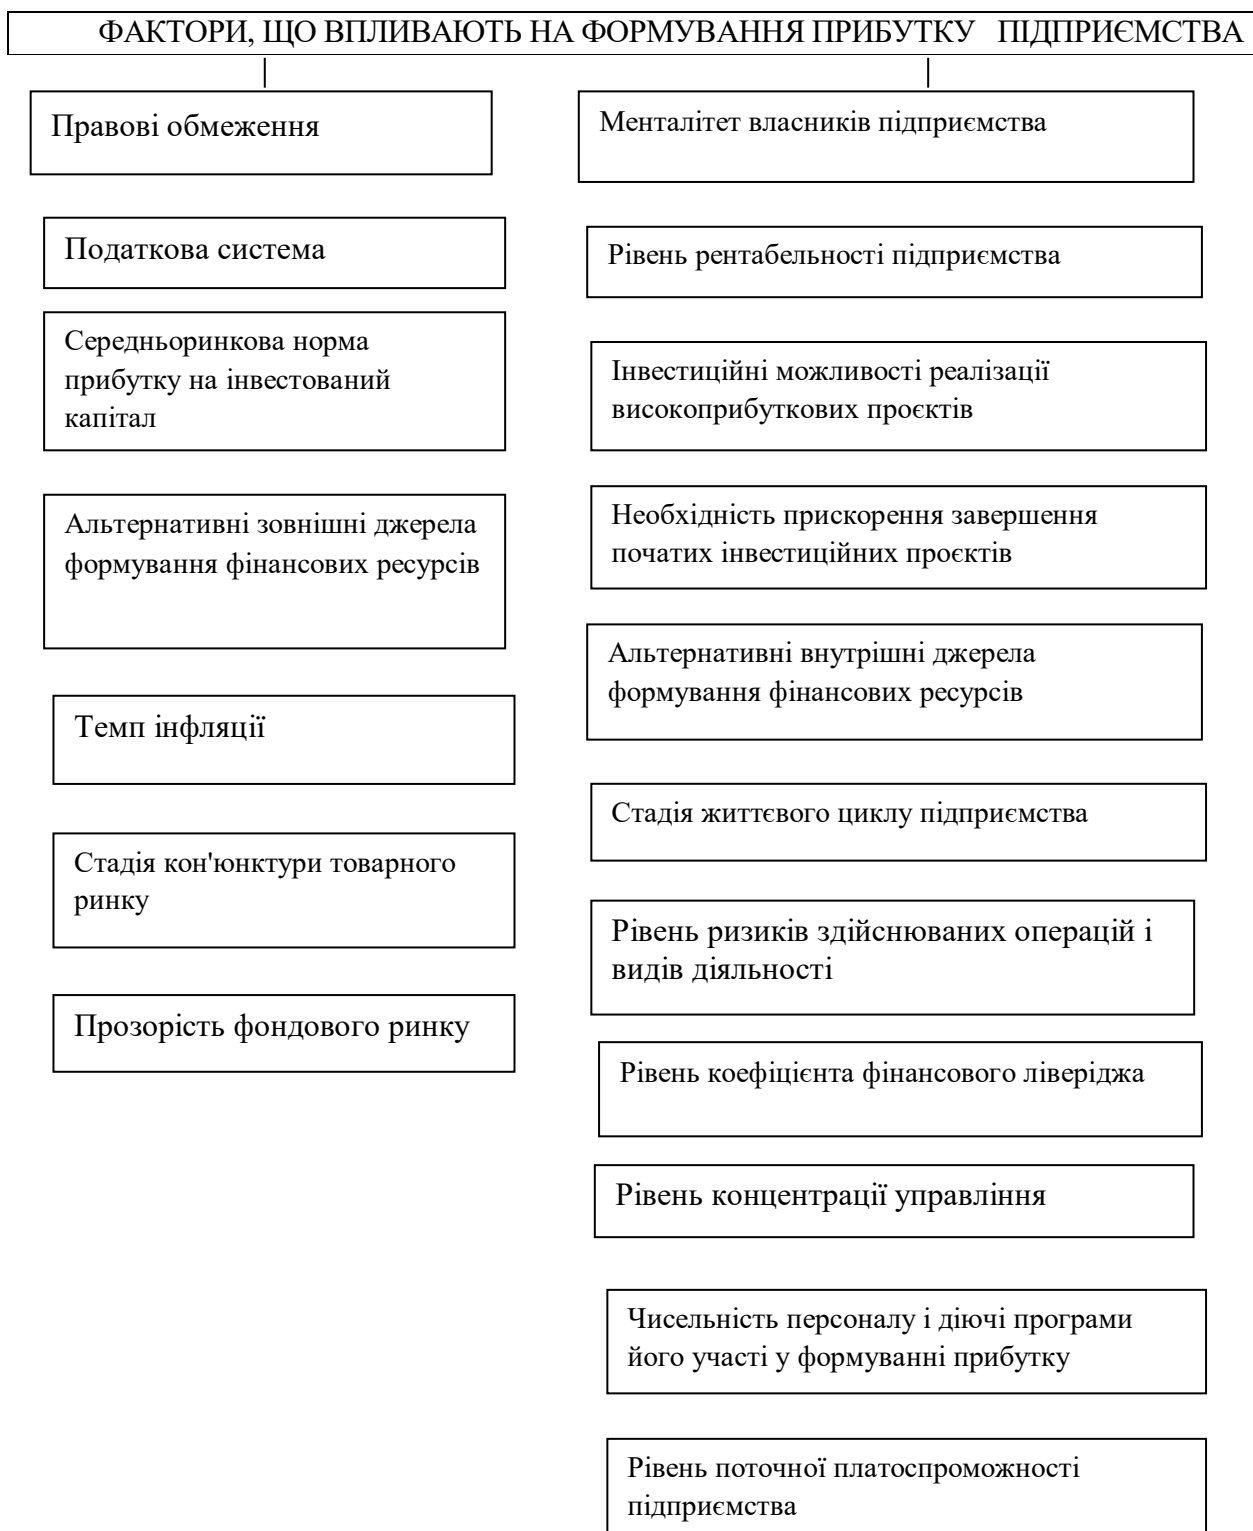 ФАКТОРИ, ЩО ВПЛИВАЮТЬ НА ФОРМУВАННЯ ПРИБУТКУ ПІДПРИЄМСТВА
Правові обмеження
Податкова система
Середньоринкова норма
прибутку на інвестований
капітал
Альтернативні зовнішні джерела
формування фінансових ресурсів
Темп інфляції
Стадія кон'юнктури товарного
ринку
Прозорість фондового ринку
Менталітет власників підприємства
Рівень рентабельності підприємства
Інвестиційні можливості реалізації
високоприбуткових проєктів
Необхідність прискорення завершення
початих інвестиційних проєктів
Альтернативні внутрішні джерела
формування фінансових ресурсів
Стадія життєвого циклу підприємства
Рівень ризиків здійснюваних операцій і
видів діяльності
Рівень коефіцієнта фінансового ліверіджа
Рівень концентрації управління
Чисельність персоналу і діючі програми
його участі у формуванні прибутку
Рівень поточної платоспроможності
підприємства